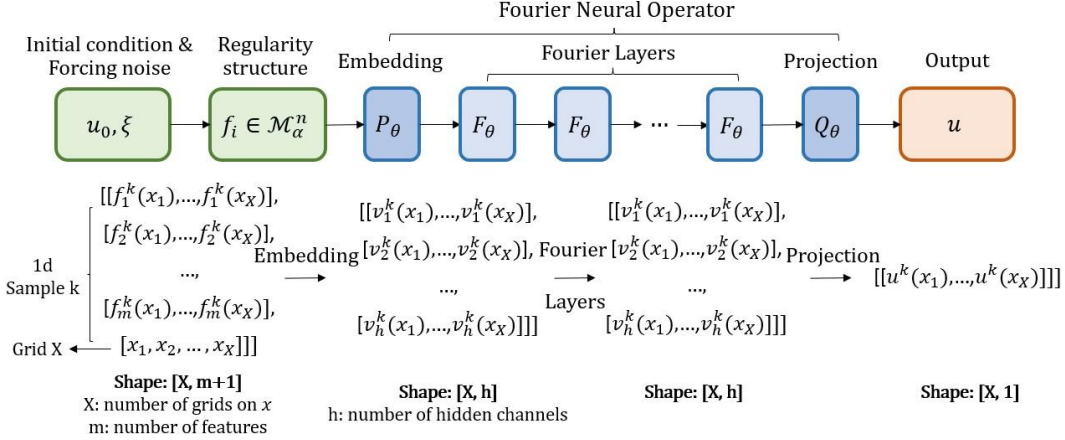 Fourier Neural Operator
Initial condition &
Forcing noise
Regularity
structure
Embedding
Fourier Layers
Projection
Output
u₀, ξ
fᵢ ∈ ℳₐⁿ
P_θ
F_θ
F_θ
...
F_θ
Q_θ
u
1d
Sample k
[[f₁ᵏ(x₁),...,f₁ᵏ(x_X)],
[f₂ᵏ(x₁),...,f₂ᵏ(x_X)],
...,
[f_mᵏ(x₁),...,f_mᵏ(x_X)],
Grid X
[x₁, x₂, ... , x_X]]]
Shape: [X, m+1]
X: number of grids on x
m: number of features
Embedding
[[v₁ᵏ(x₁),...,v₁ᵏ(x_X)],
[v₂ᵏ(x₁),...,v₂ᵏ(x_X)],
...,
[v_hᵏ(x₁),...,v_hᵏ(x_X)]]]
Shape: [X, h]
h: number of hidden channels
Fourier
Layers
[[v₁ᵏ(x₁),...,v₁ᵏ(x_X)],
[v₂ᵏ(x₁),...,v₂ᵏ(x_X)],
...,
[v_hᵏ(x₁),...,v_hᵏ(x_X)]]]
Shape: [X, h]
Projection
[[uᵏ(x₁),...,uᵏ(x_X)]]]
Shape: [X, 1]